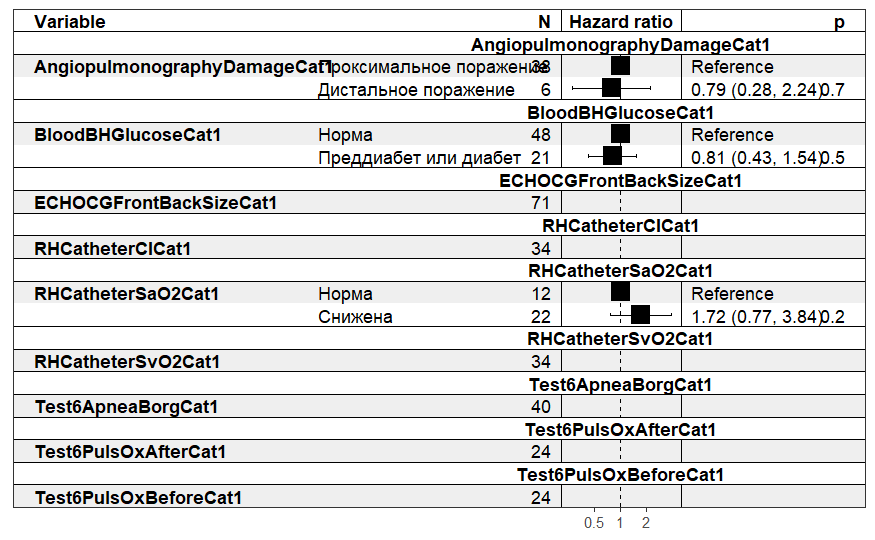 Variable N Hazard ratio p
AngiopulmonographyDamageCat1
AngiopulmonographyDamageCat1 Проксимальное поражение 38 Reference
Дистальное поражение 6 0.79 (0.28, 2.24) 0.7
BloodBHGlucoseCat1
BloodBHGlucoseCat1 Норма 48 Reference
Преддиабет или диабет 21 0.81 (0.43, 1.54) 0.5
ECHOCGFrontBackSizeCat1
ECHOCGFrontBackSizeCat1 71
RHCatheterCICat1
RHCatheterCICat1 34
RHCatheterSaO2Cat1
RHCatheterSaO2Cat1 Норма 12 Reference
Снижена 22 1.72 (0.77, 3.84) 0.2
RHCatheterSvO2Cat1
RHCatheterSvO2Cat1 34
Test6ApneaBorgCat1
Test6ApneaBorgCat1 40
Test6PulsOxAfterCat1
Test6PulsOxAfterCat1 24
Test6PulsOxBeforeCat1
Test6PulsOxBeforeCat1 24
0.5 1 2